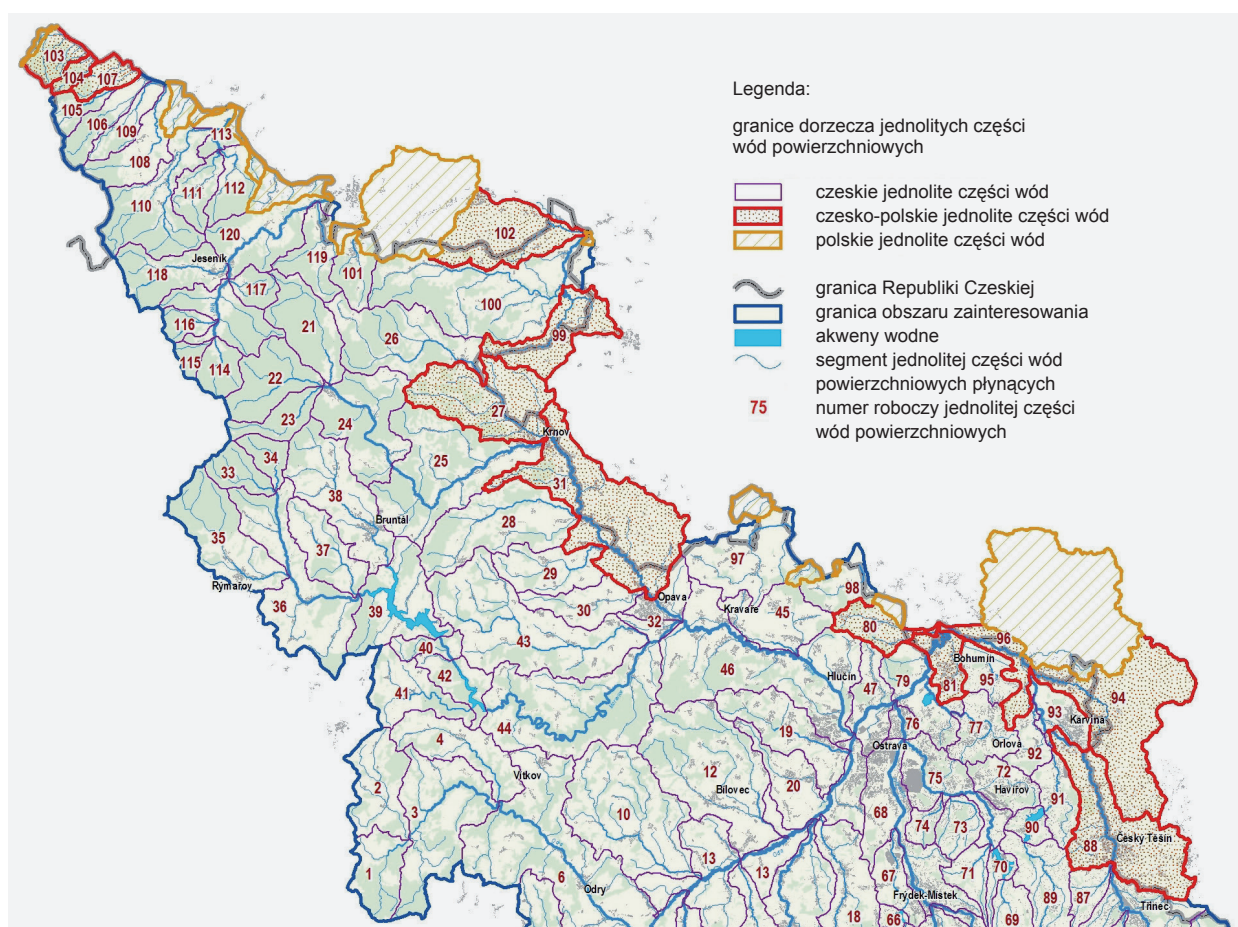 Legenda:
granice dorzecza jednolitych części
wód powierzchniowych
czeskie jednolite części wód
czesko-polskie jednolite części wód
polskie jednolite części wód
granica Republiki Czeskiej
granica obszaru zainteresowania
akweny wodne
segment jednolitej części wód
powierzchniowych płynących
75 numer roboczy jednolitej części
wód powierzchniowych
103
104
107
105
106
109
113
108
111
112
110
120
102
Jeseník
119
101
118
117
100
116
21
26
99
115
114
22
27
23
24
Krnov
34
25
33
31
38
28
Bruntál
35
37
29
97
Rýmařov
98
36
39
30
Opava
Kravaře
45
80
32
96
40
43
Bohumín
46
Hlučín
79
81
95
94
41
42
47
93
Karviná
44
76
77
4
19
Ostrava
Orlová
92
Vítkov
12
75
72
2
Bílovec
20
Havířov
91
3
10
68
74
73
90
88
Český Těšín
13
13
71
70
1
6
67
89
87
Odry
Frýdek-Místek
Třinec
18
66
69